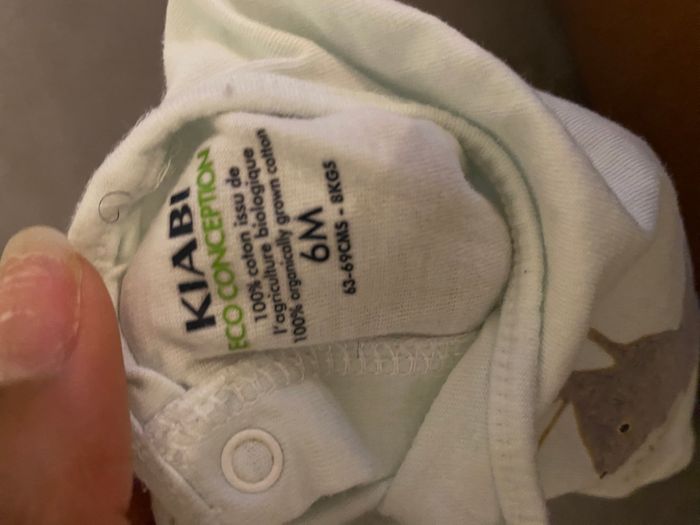 KIABI
ECO CONCEPTION
100% coton issu de
l'agriculture biologique
100% organically grown cotton
6M
63-69CMS - 8KGS